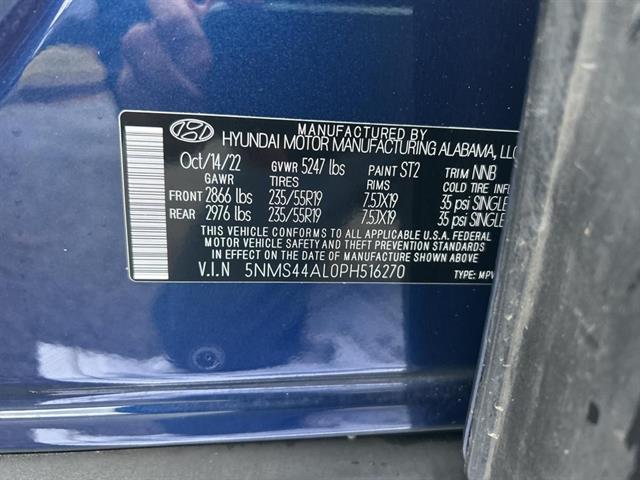 MANUFACTURED BY
HYUNDAI MOTOR MANUFACTURING ALABAMA, LLC
Oct/14/22 GVWR 5247 lbs PAINT ST2 TRIM NNB
GAWR TIRES RIMS COLD TIRE INFL
FRONT 2866 lbs 235/55R19 7.5JX19 35 psi SINGLE
REAR 2976 lbs 235/55R19 7.5JX19 35 psi SINGLE
THIS VEHICLE CONFORMS TO ALL APPLICABLE U.S.A. FEDERAL
MOTOR VEHICLE SAFETY AND THEFT PREVENTION STANDARDS
IN EFFECT ON THE DATE OF MANUFACTURE SHOWN ABOVE.
V.I.N 5NMS44AL0PH516270 TYPE: MPV